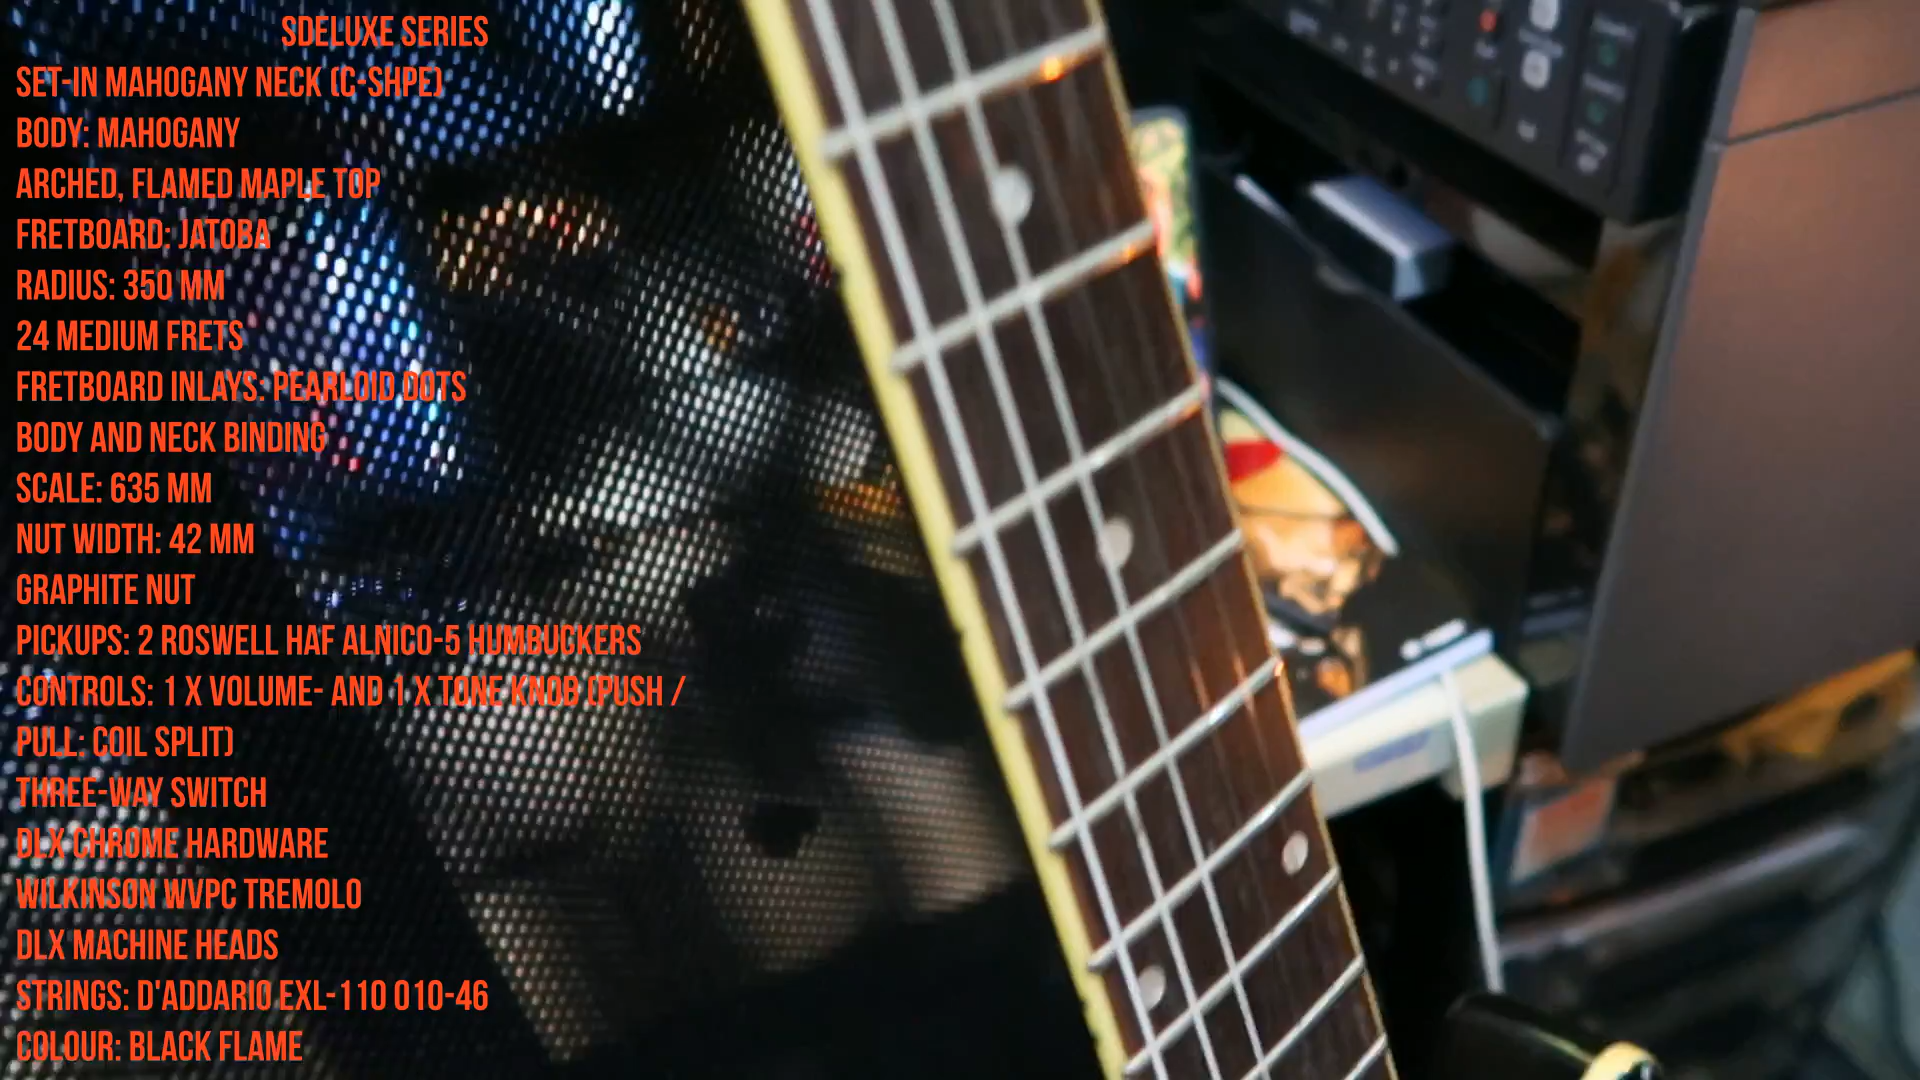 SDELUXE SERIES
SET-IN MAHOGANY NECK (C-SHPE)
BODY: MAHOGANY
ARCHED, FLAMED MAPLE TOP
FRETBOARD: JATOBA
RADIUS: 350 MM
24 MEDIUM FRETS
FRETBOARD INLAYS: PEARLOID DOTS
BODY AND NECK BINDING
SCALE: 635 MM
NUT WIDTH: 42 MM
GRAPHITE NUT
PICKUPS: 2 ROSWELL HAF ALNICO-5 HUMBUCKERS
CONTROLS: 1 X VOLUME- AND 1 X TONE KNOB (PUSH /
PULL: COIL SPLIT)
THREE-WAY SWITCH
DLX CHROME HARDWARE
WILKINSON WVPC TREMOLO
DLX MACHINE HEADS
STRINGS: D'ADDARIO EXL-110 010-46
COLOUR: BLACK FLAME